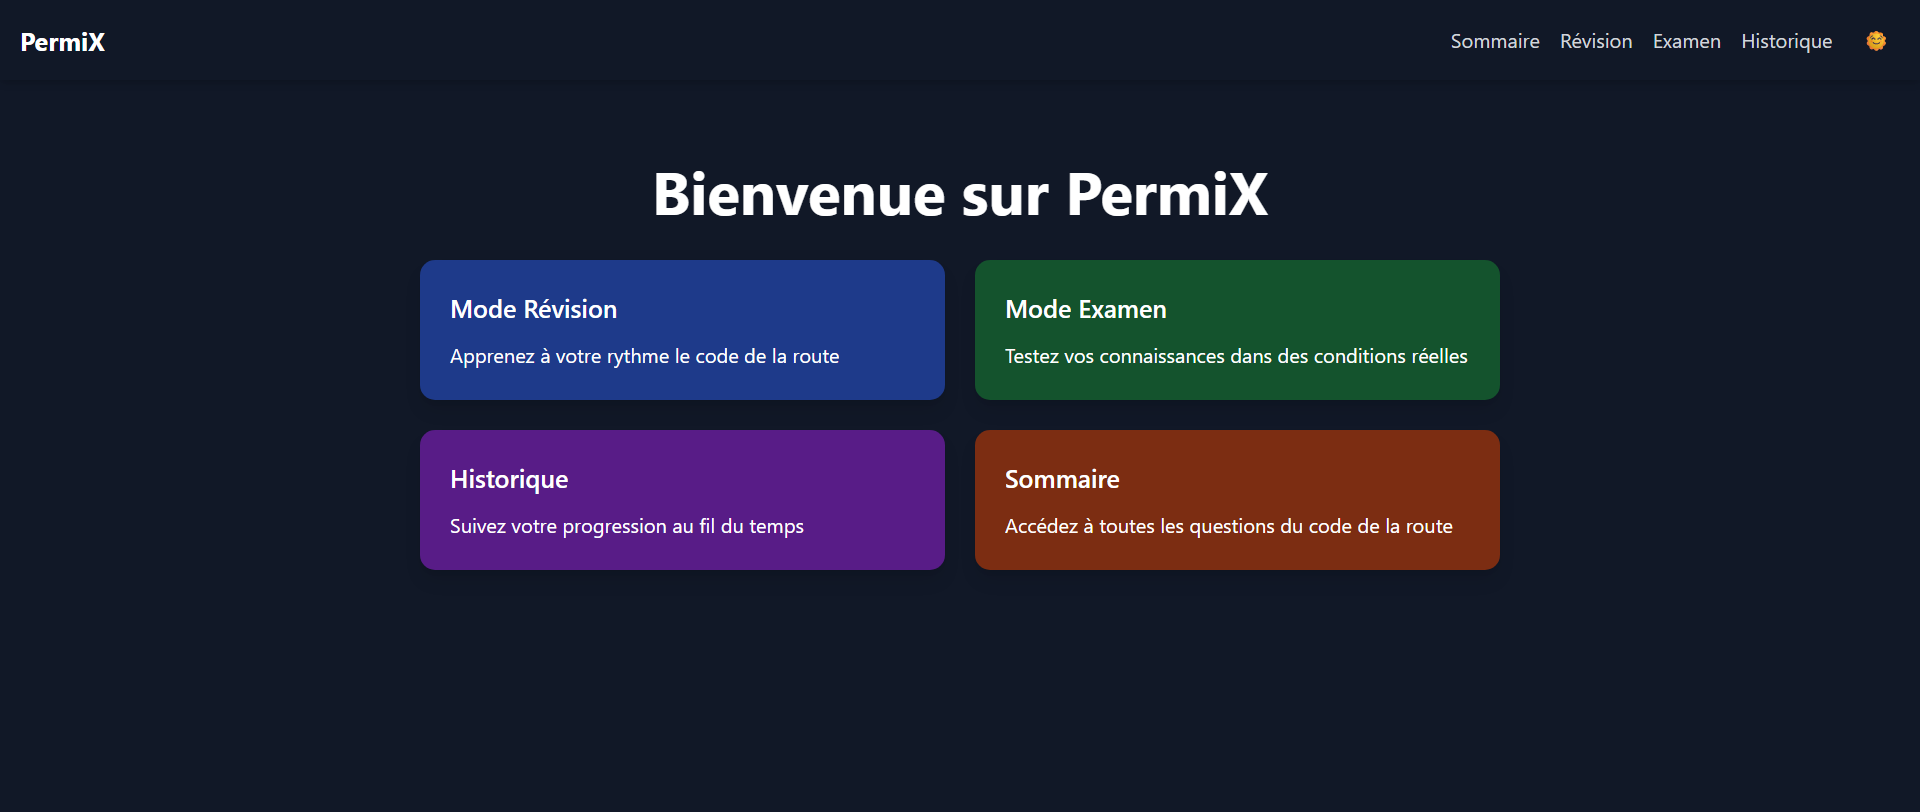 PermiX
Sommaire Révision Examen Historique
Bienvenue sur PermiX
Mode Révision
Apprenez à votre rythme le code de la route
Mode Examen
Testez vos connaissances dans des conditions réelles
Historique
Suivez votre progression au fil du temps
Sommaire
Accédez à toutes les questions du code de la route